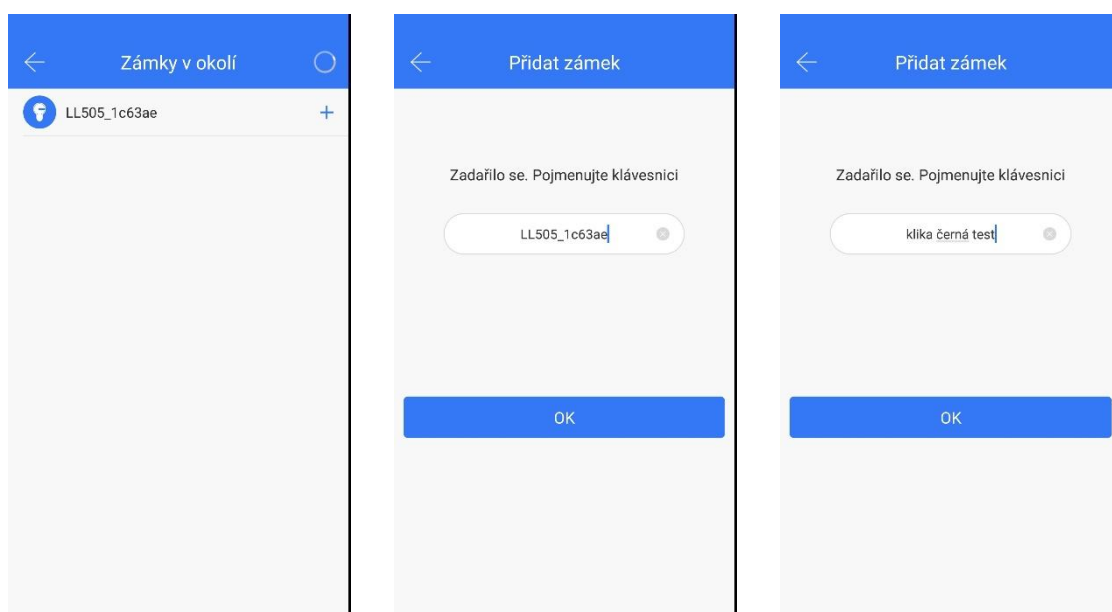 Zámky v okolí
LL505_1c63ae
Přidat zámek
Zadařilo se. Pojmenujte klávesnici
LL505_1c63ae
OK
Přidat zámek
Zadařilo se. Pojmenujte klávesnici
klika černá test
OK